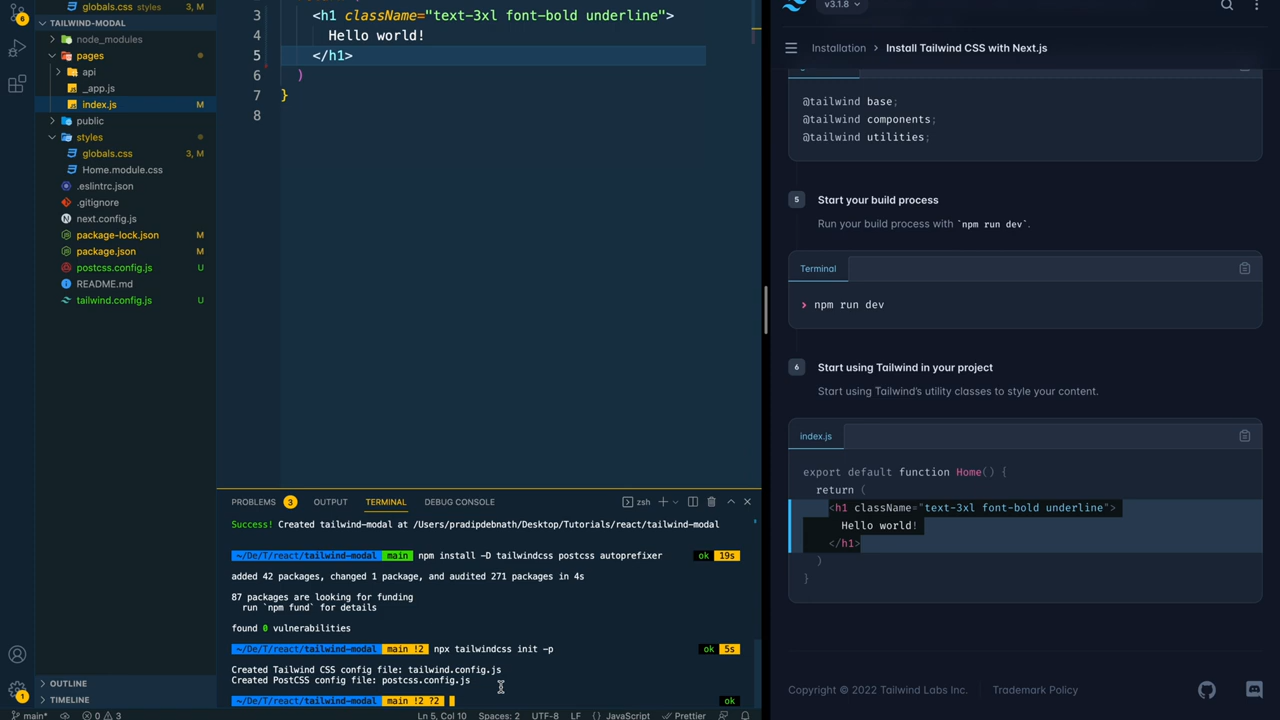 globals.css styles
TAILWIND-MODAL
node_modules
pages
api
_app.js
index.js M
public
styles
globals.css 3, M
Home.module.css
.eslintrc.json
.gitignore
next.config.js
package-lock.json M
package.json M
postcss.config.js U
README.md
tailwind.config.js U
OUTLINE
TIMELINE
6
1
main* 0 3
3 <h1 className="text-3xl font-bold underline">
4 Hello world!
5 </h1>
6 )
7 }
8
PROBLEMS 3 OUTPUT TERMINAL DEBUG CONSOLE zsh
Success! Created tailwind-modal at /Users/pradipdebnath/Desktop/Tutorials/react/tailwind-modal
~/De/T/react/tailwind-modal main npm install -D tailwindcss postcss autoprefixer ok 19s
added 42 packages, changed 1 package, and audited 271 packages in 4s
87 packages are looking for funding
run `npm fund` for details
found 0 vulnerabilities
~/De/T/react/tailwind-modal main !2 npx tailwindcss init -p ok 5s
Created Tailwind CSS config file: tailwind.config.js
Created PostCSS config file: postcss.config.js
~/De/T/react/tailwind-modal main !2 ?2 ok
Ln 5, Col 10 Spaces: 2 UTF-8 LF JavaScript Prettier
v3.1.8
Installation Install Tailwind CSS with Next.js
@tailwind base;
@tailwind components;
@tailwind utilities;
5 Start your build process
Run your build process with `npm run dev`.
Terminal
> npm run dev
6 Start using Tailwind in your project
Start using Tailwind's utility classes to style your content.
index.js
export default function Home() {
return (
<h1 className="text-3xl font-bold underline">
Hello world!
</h1>
)
}
Copyright © 2022 Tailwind Labs Inc. Trademark Policy